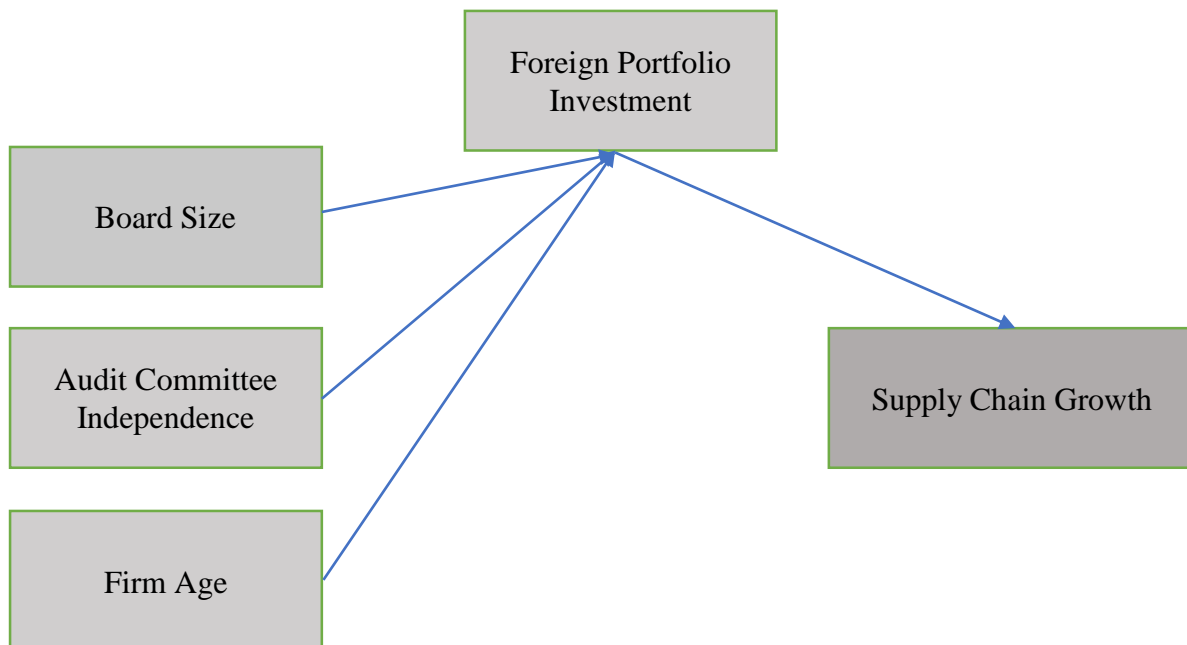 Foreign Portfolio
Investment
Board Size
Audit Committee
Independence
Supply Chain Growth
Firm Age